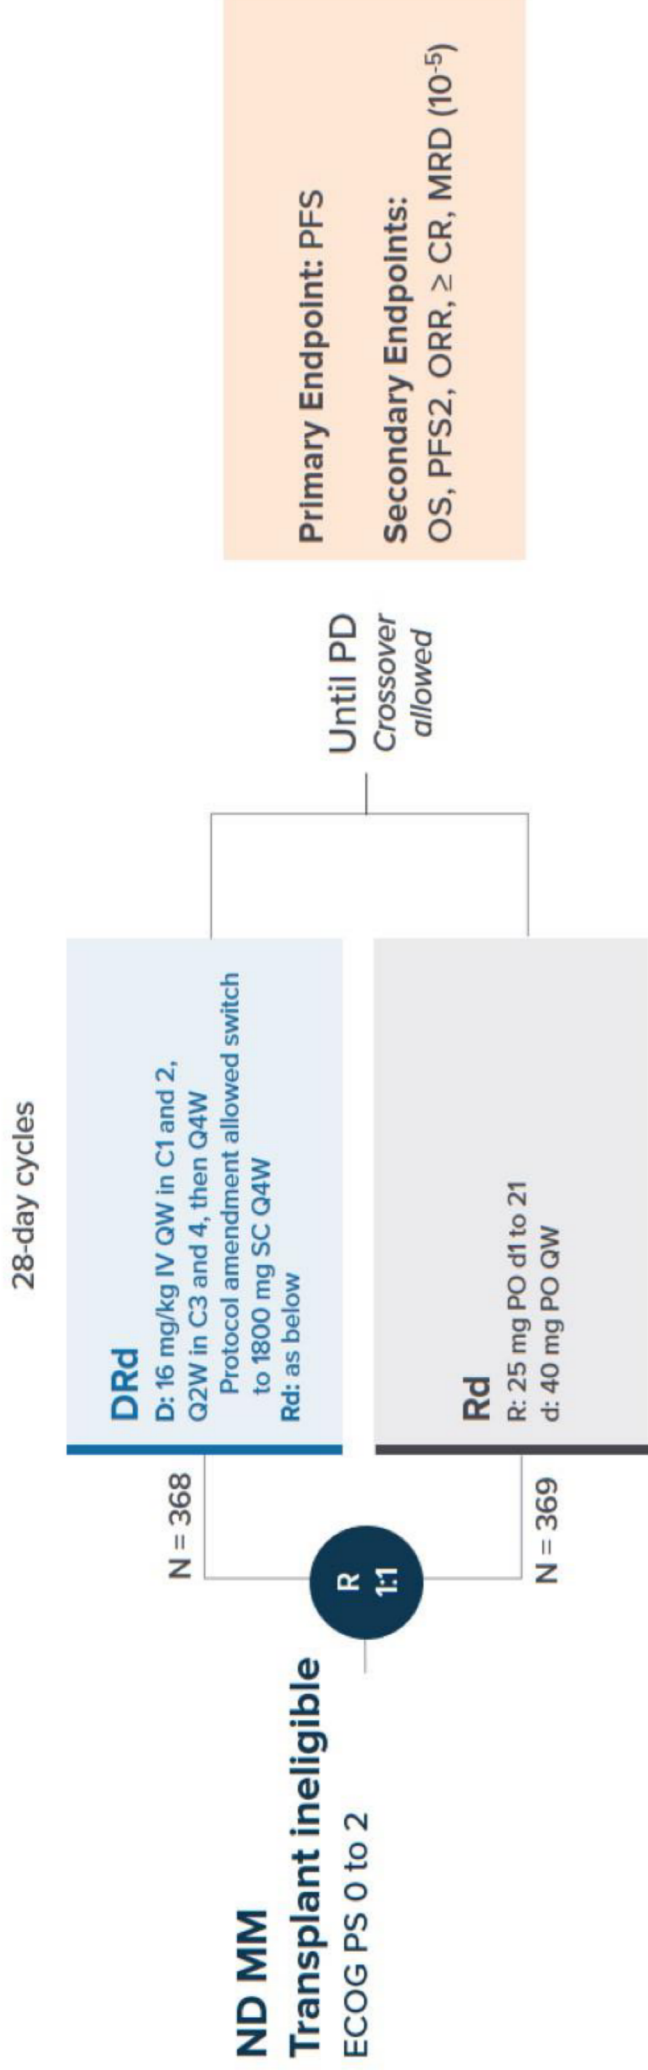 28-day cycles
ND MM
Transplant ineligible
ECOG PS 0 to 2
R
1:1
N = 368
DRd
D: 16 mg/kg IV QW in C1 and 2,
Q2W in C3 and 4, then Q4W
Protocol amendment allowed switch
to 1800 mg SC Q4W
Rd: as below
N = 369
Rd
R: 25 mg PO d1 to 21
d: 40 mg PO QW
Until PD
Crossover
allowed
Primary Endpoint: PFS
Secondary Endpoints:
OS, PFS2, ORR, ≥ CR, MRD (10⁻⁵)